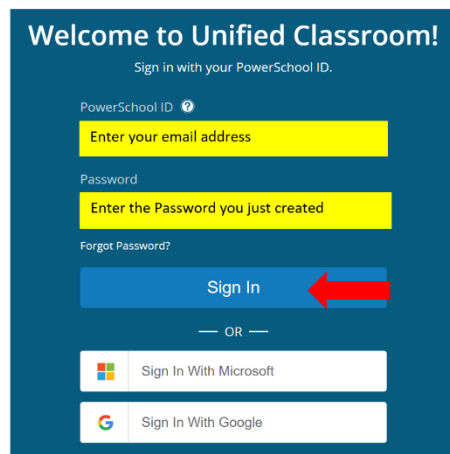 Welcome to Unified Classroom!
Sign in with your PowerSchool ID.
PowerSchool ID ?
Enter your email address
Password
Enter the Password you just created
Forgot Password?
Sign In
OR
Sign In With Microsoft
G Sign In With Google